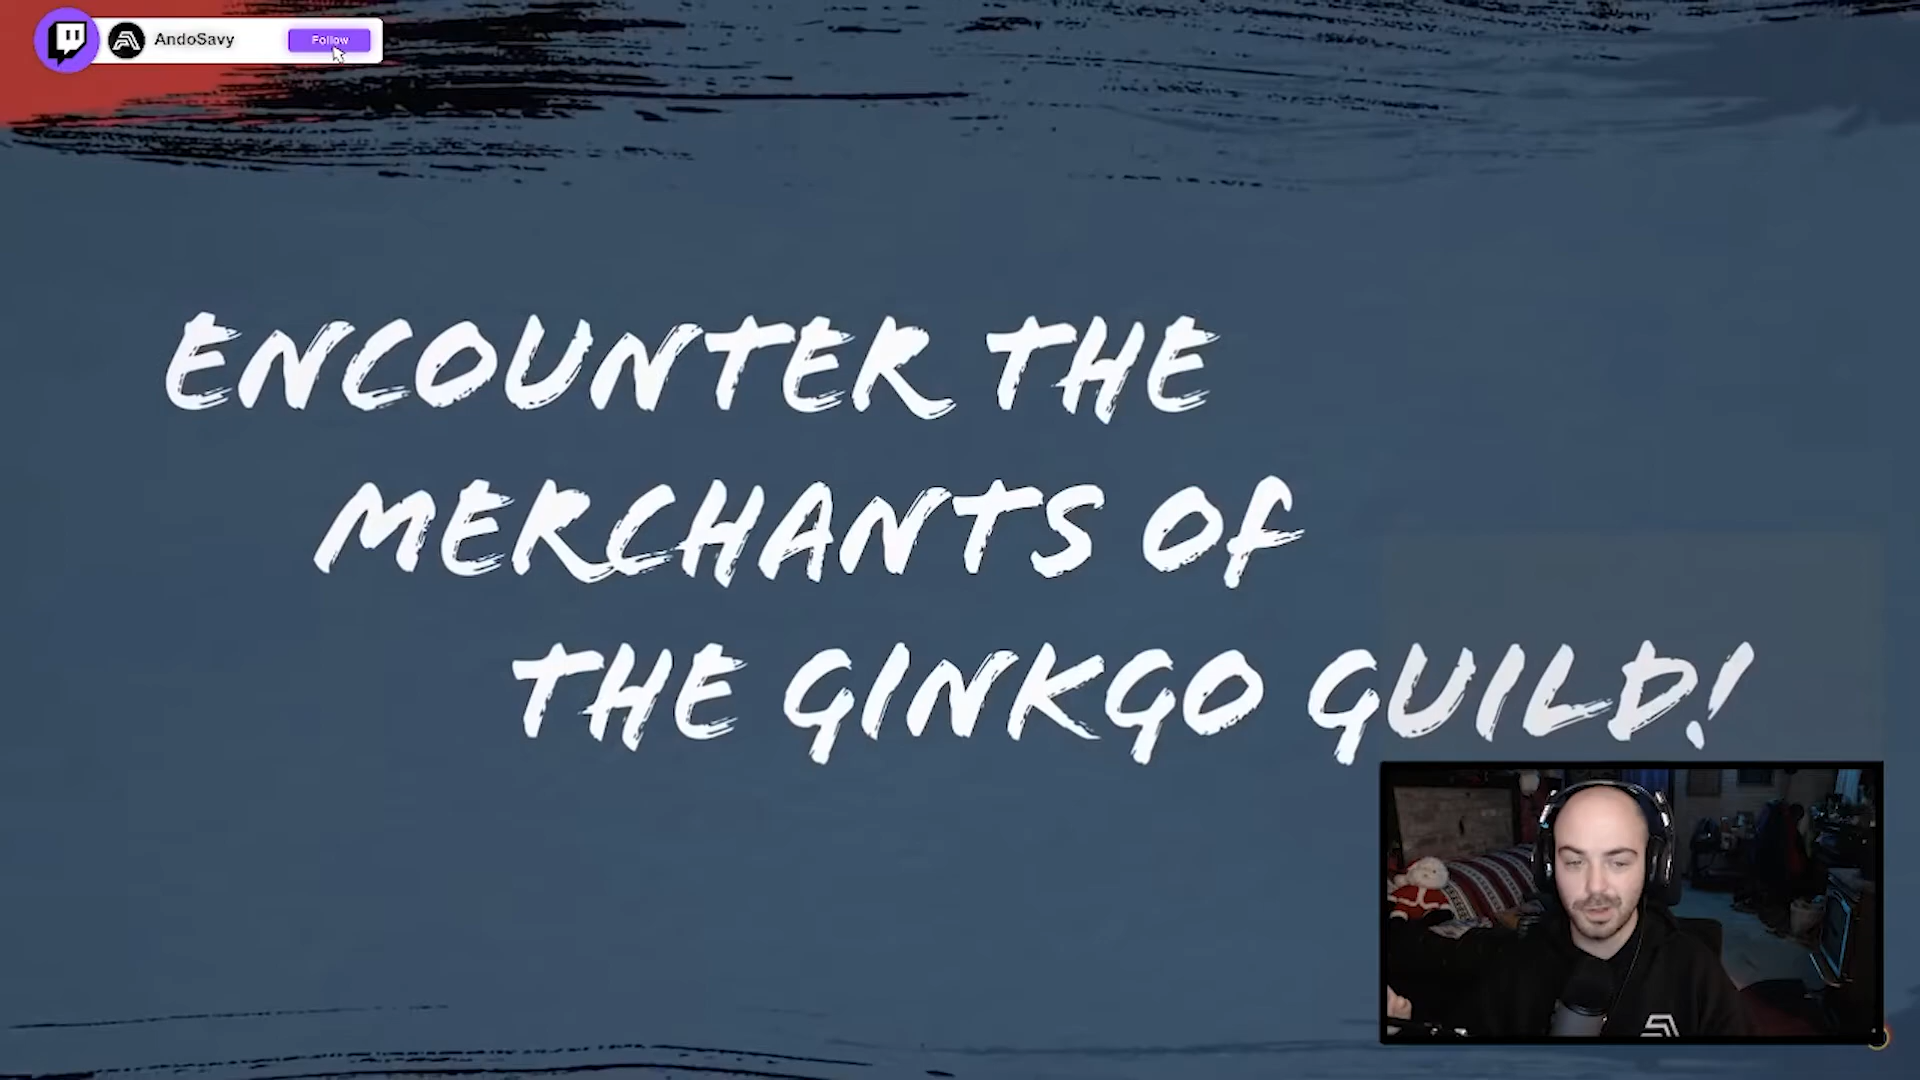 AndoSavy
Follow
ENCOUNTER THE
MERCHANTS OF
THE GINKGO GUILD!